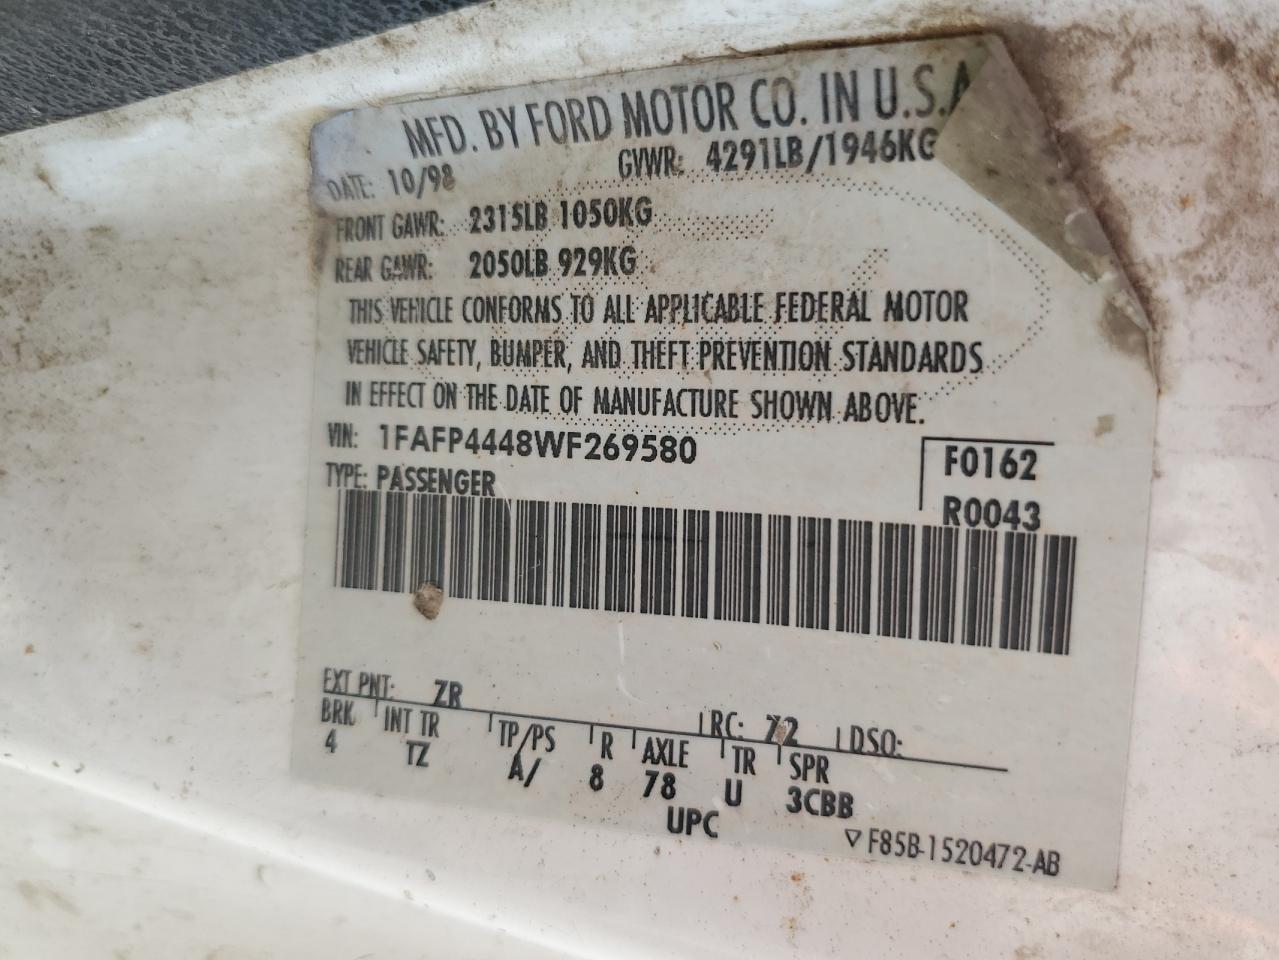 MFD. BY FORD MOTOR CO. IN U.S.A
DATE: 10/98 GVWR: 4291LB/1946KG
FRONT GAWR: 2315LB 1050KG
REAR GAWR: 2050LB 929KG
THIS VEHICLE CONFORMS TO ALL APPLICABLE FEDERAL MOTOR
VEHICLE SAFETY, BUMPER, AND THEFT PREVENTION STANDARDS
IN EFFECT ON THE DATE OF MANUFACTURE SHOWN ABOVE.
VIN: 1FAFP4448WF269580 F0162
TYPE: PASSENGER R0043
EXT PNT: ZR RC: 72 DSO:
BRK INT TR TP/PS R AXLE TR SPR
4 TZ A/ 8 78 U 3CBB
UPC
▽ F85B-1520472-AB